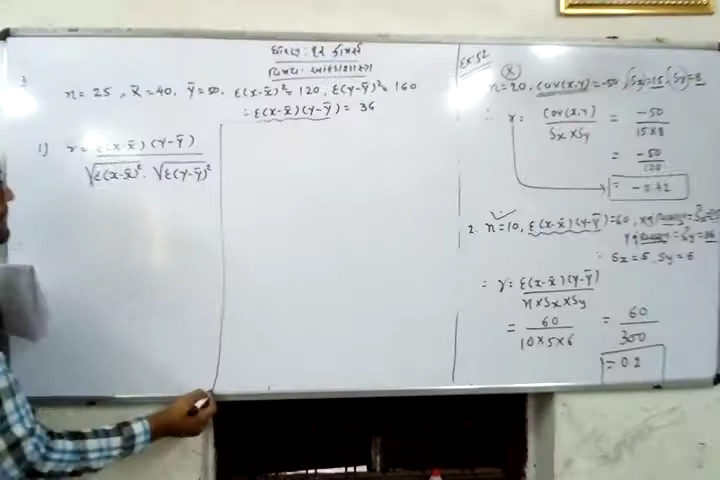 ધોરણ: ૧૨ કોમર્સ
વિષય: આંકડાશાસ્ત્ર
n = 25, x̄ = 40, ȳ = 50, Σ(x-x̄)² = 120, Σ(y-ȳ)² = 160
∴ Σ(x-x̄)(y-ȳ) = 36
1) r = Σ(x-x̄)(y-ȳ)
√Σ(x-x̄)² . √Σ(y-ȳ)²
Ex: 52
n = 20, cov(x,y) = -50, Sx = 15, Sy = 8
∴ r = cov(x,y) / Sx × Sy = -50 / 15×8
= -50 / 120
= -0.42
2. n = 10, Σ(x-x̄)(y-ȳ) = 60,
∴ Sx = 5, Sy = 6
∴ r = Σ(x-x̄)(y-ȳ) / n × Sx × Sy
= 60 / 10×5×6 = 60 / 300
= 0.2